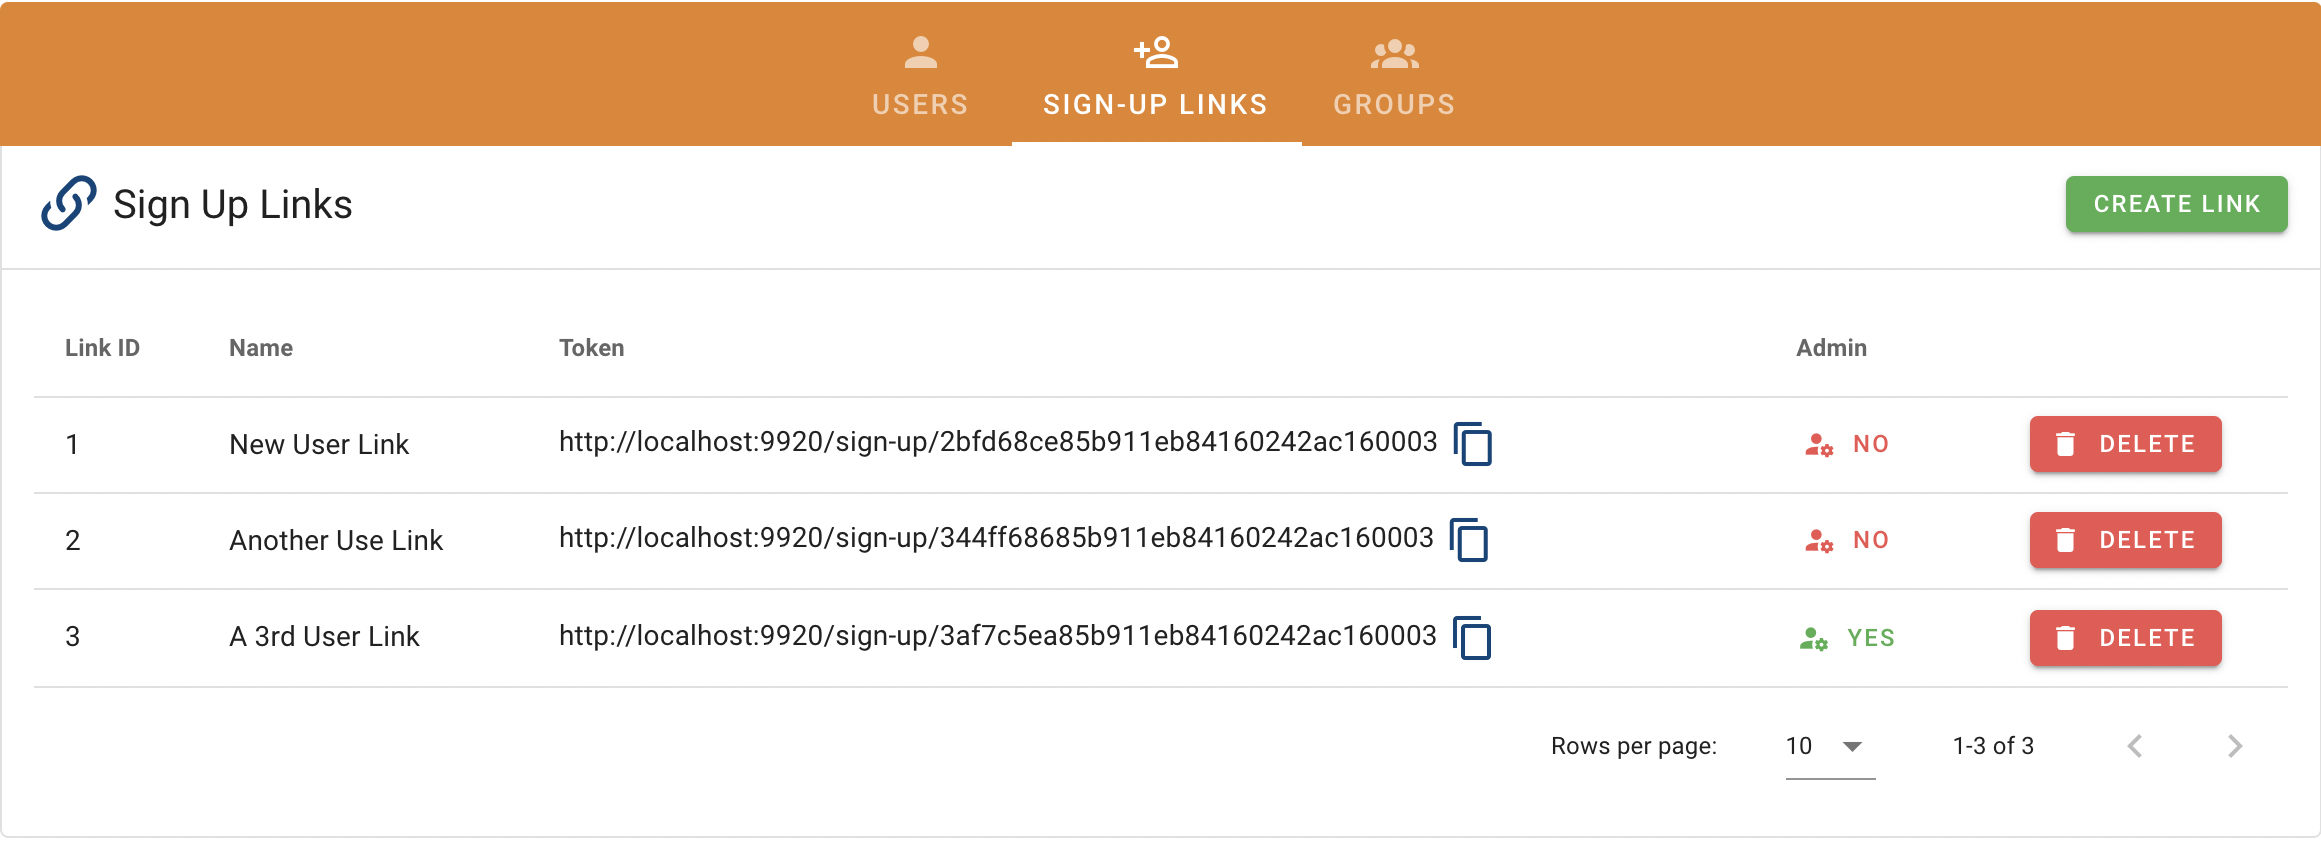 USERS SIGN-UP LINKS GROUPS
Sign Up Links CREATE LINK
Link ID Name Token Admin
1 New User Link http://localhost:9920/sign-up/2bfd68ce85b911eb84160242ac160003 NO DELETE
2 Another Use Link http://localhost:9920/sign-up/344ff68685b911eb84160242ac160003 NO DELETE
3 A 3rd User Link http://localhost:9920/sign-up/3af7c5ea85b911eb84160242ac160003 YES DELETE
Rows per page: 10 1-3 of 3